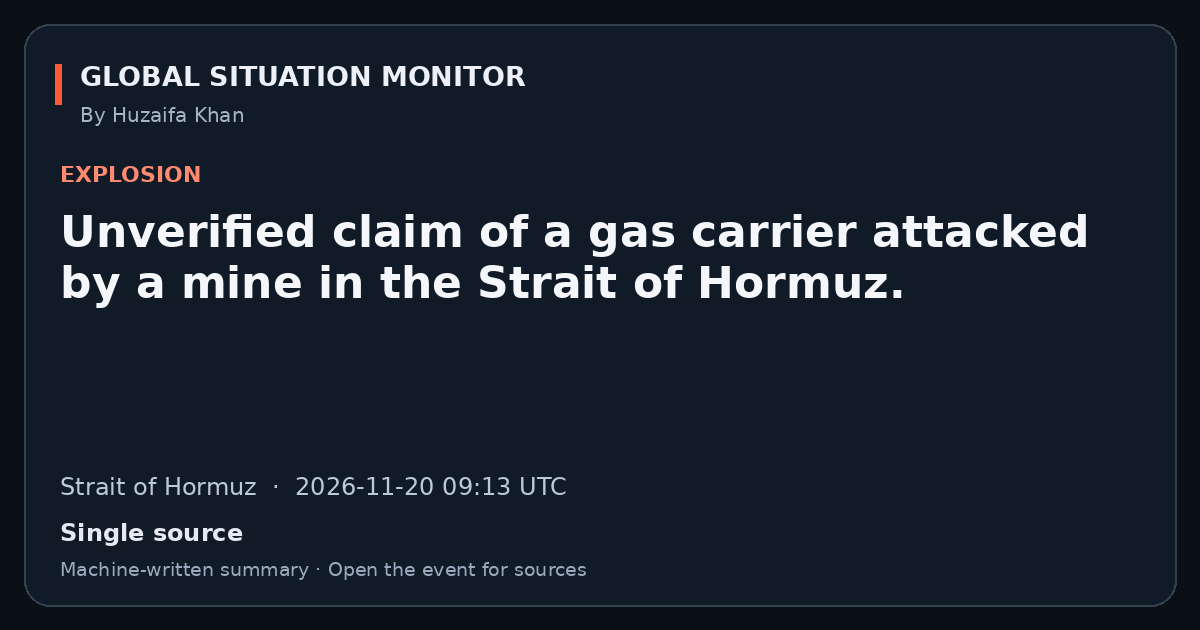 GLOBAL SITUATION MONITOR
By Huzaifa Khan
EXPLOSION
Unverified claim of a gas carrier attacked
by a mine in the Strait of Hormuz.
Strait of Hormuz · 2026-11-20 09:13 UTC
Single source
Machine-written summary · Open the event for sources